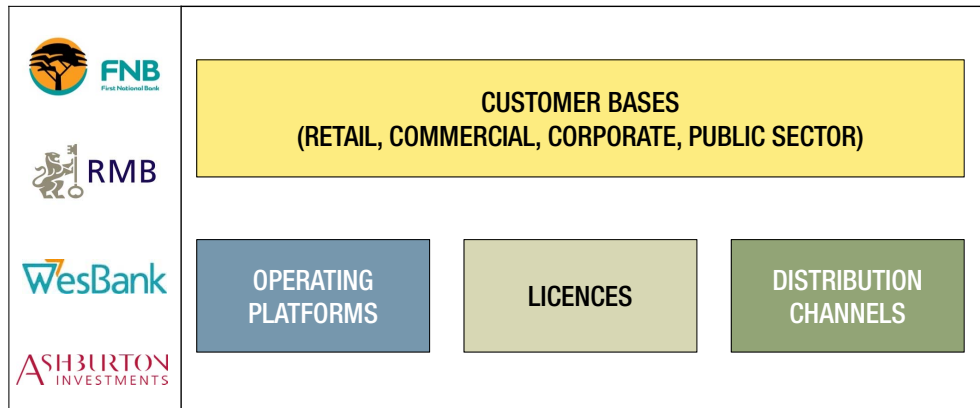 FNB
First National Bank
RMB
WesBank
ASHBURTON
INVESTMENTS
CUSTOMER BASES
(RETAIL, COMMERCIAL, CORPORATE, PUBLIC SECTOR)
OPERATING
PLATFORMS
LICENCES
DISTRIBUTION
CHANNELS